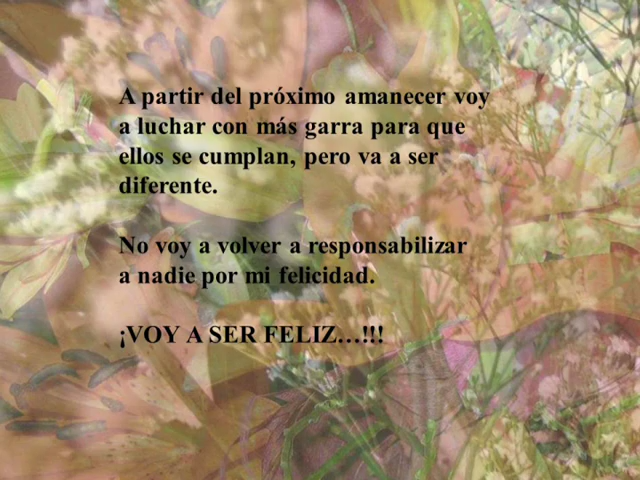 A partir del próximo amanecer voy
a luchar con más garra para que
ellos se cumplan, pero va a ser
diferente.
No voy a volver a responsabilizar
a nadie por mi felicidad.
¡VOY A SER FELIZ…!!!